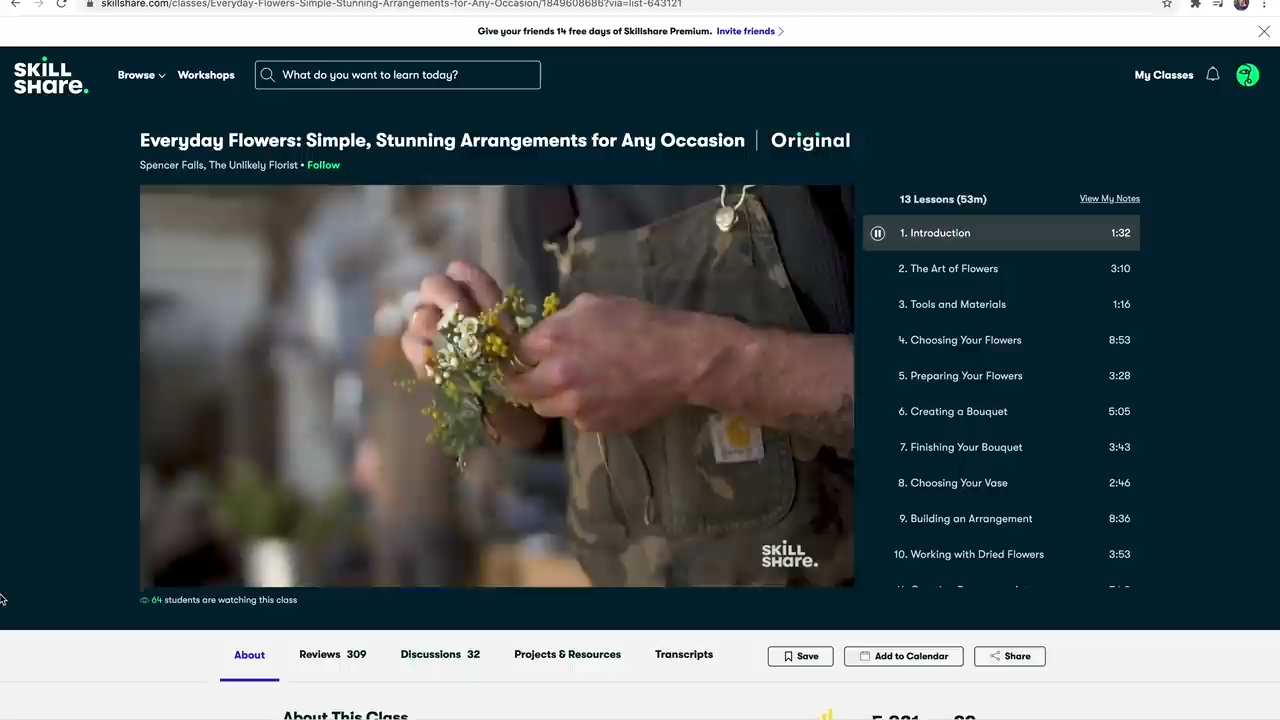 skillshare.com/classes/Everyday-Flowers-Simple-Stunning-Arrangements-for-Any-Occasion/1849608686?via=list-643121
Give your friends 14 free days of Skillshare Premium. Invite friends
SKILL
SHARE.
Browse
Workshops
What do you want to learn today?
My Classes
Everyday Flowers: Simple, Stunning Arrangements for Any Occasion | Original
Spencer Falls, The Unlikely Florist • Follow
13 Lessons (53m)
View My Notes
1. Introduction 1:32
2. The Art of Flowers 3:10
3. Tools and Materials 1:16
4. Choosing Your Flowers 8:53
5. Preparing Your Flowers 3:28
6. Creating a Bouquet 5:05
7. Finishing Your Bouquet 3:43
8. Choosing Your Vase 2:46
9. Building an Arrangement 8:36
10. Working with Dried Flowers 3:53
SKILL
SHARE.
64 students are watching this class
About
Reviews 309
Discussions 32
Projects & Resources
Transcripts
Save
Add to Calendar
Share
About This Class